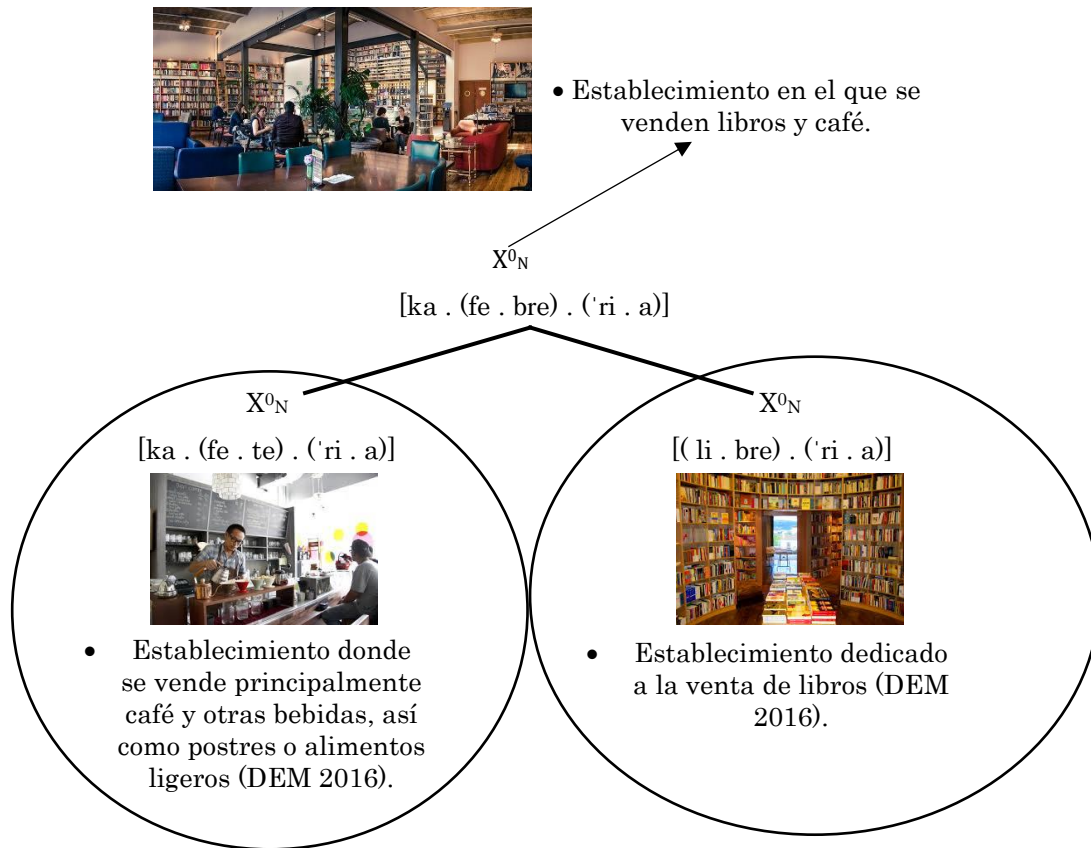 • Establecimiento en el que se
venden libros y café.
X⁰N
[ka . (fe . bre) . (ˈri . a)]
X⁰N
[ka . (fe . te) . (ˈri . a)]
• Establecimiento donde
se vende principalmente
café y otras bebidas, así
como postres o alimentos
ligeros (DEM 2016).
X⁰N
[( li . bre) . (ˈri . a)]
• Establecimiento dedicado
a la venta de libros (DEM
2016).